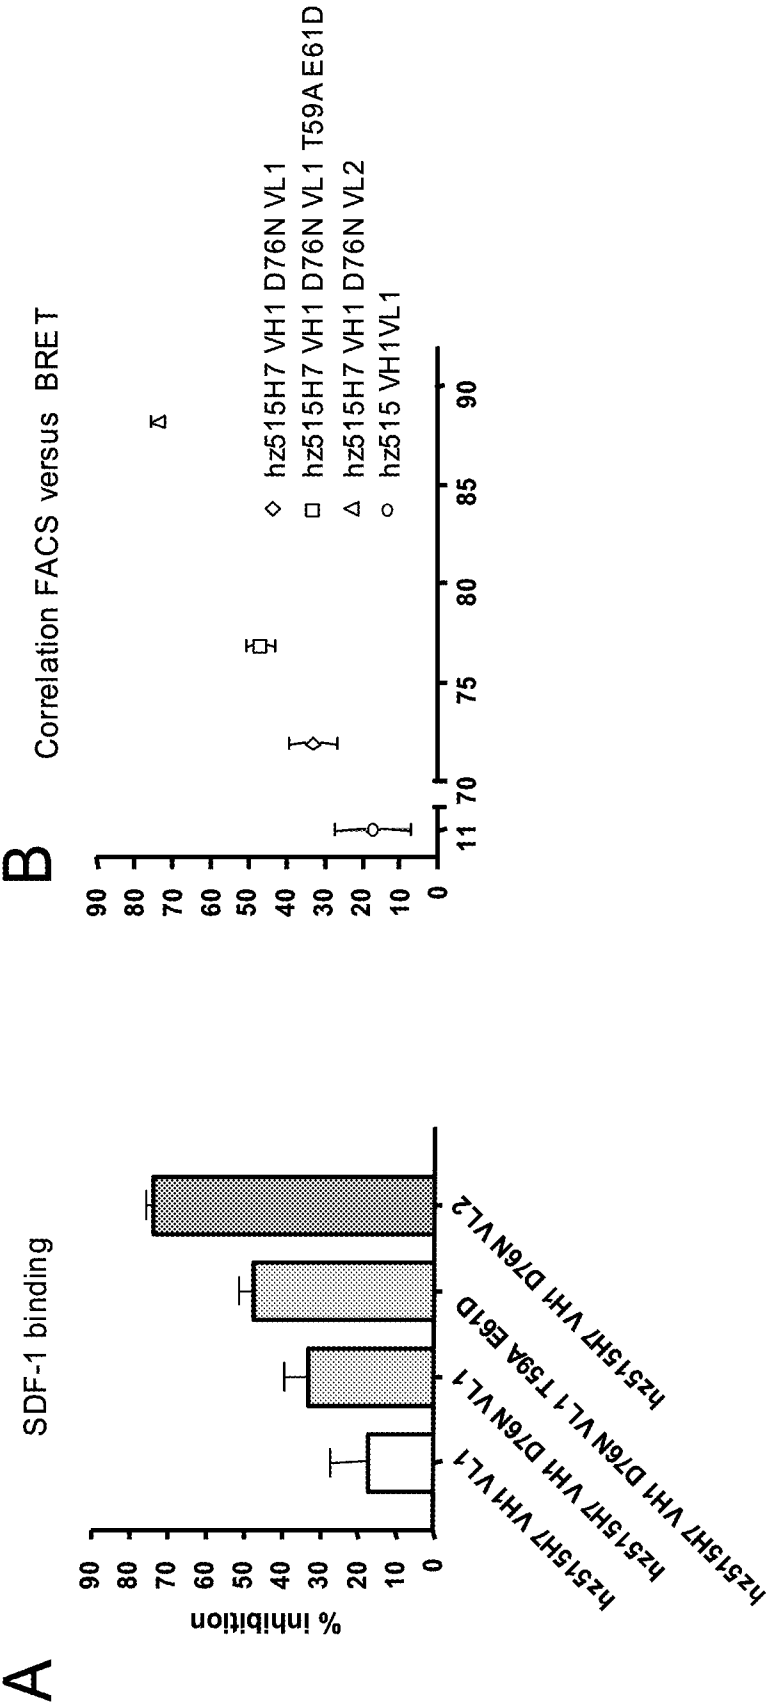 A
SDF-1 binding
% inhibition
90
80
70
60
50
40
30
20
10
0
hz515H7 VH1 VL1
hz515H7 VH1 D76N VL1
hz515H7 VH1 D76N VL1 T59A E61D
hz515H7 VH1 D76N VL2
B
Correlation FACS versus BRET
90
80
70
60
50
40
30
20
10
0
11 70 75 80 85 90
hz515H7 VH1 D76N VL1
hz515H7 VH1 D76N VL1 T59A E61D
hz515H7 VH1 D76N VL2
hz515 VH1VL1